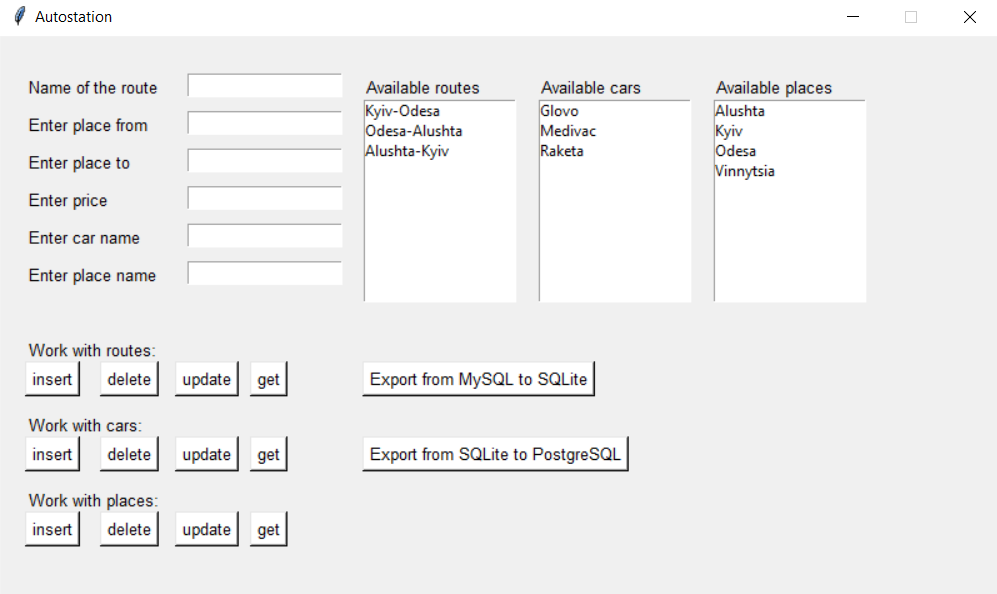 Autostation
Name of the route
Enter place from
Enter place to
Enter price
Enter car name
Enter place name
Available routes
Kyiv-Odesa
Odesa-Alushta
Alushta-Kyiv
Available cars
Glovo
Medivac
Raketa
Available places
Alushta
Kyiv
Odesa
Vinnytsia
Work with routes:
insert delete update get
Export from MySQL to SQLite
Work with cars:
insert delete update get
Export from SQLite to PostgreSQL
Work with places:
insert delete update get